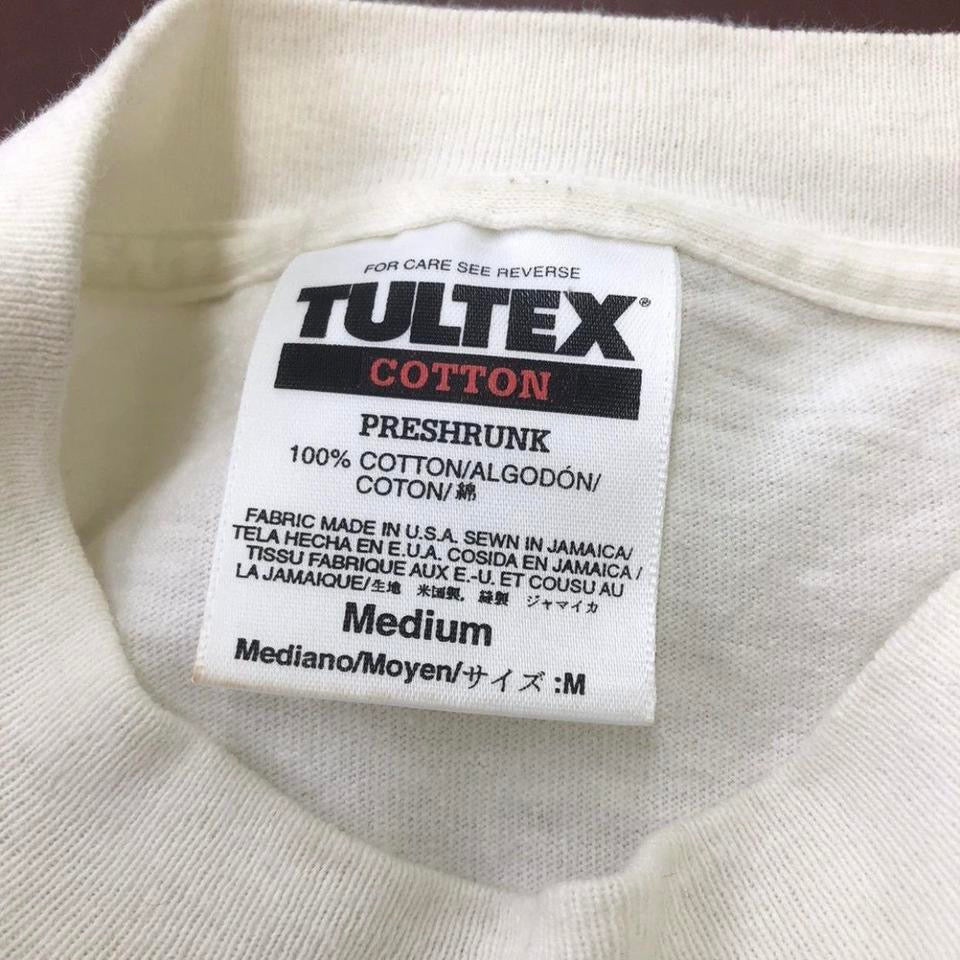 FOR CARE SEE REVERSE
TULTEX®
COTTON
PRESHRUNK
100% COTTON/ALGODÓN/
COTON/綿
FABRIC MADE IN U.S.A. SEWN IN JAMAICA/
TELA HECHA EN E.U.A. COSIDA EN JAMAICA /
TISSU FABRIQUE AUX E.-U. ET COUSU AU
LA JAMAIQUE/生地 米国製, 縫製 ジャマイカ
Medium
Mediano/Moyen/サイズ :M